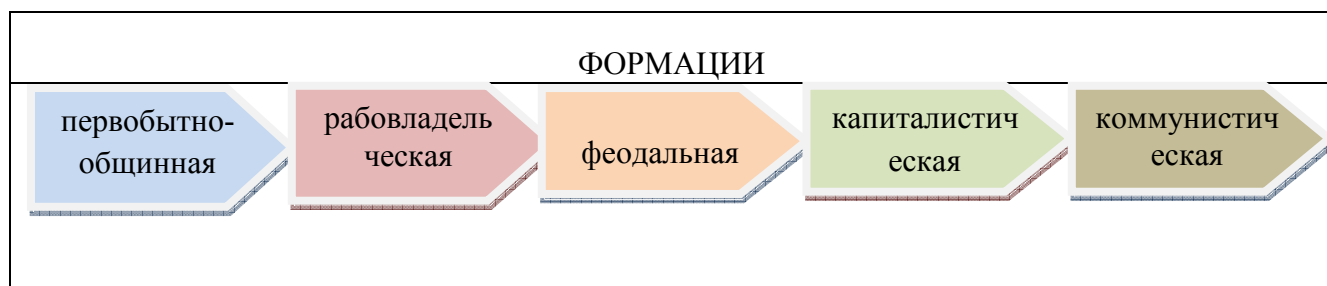 ФОРМАЦИИ
первобытно-
общинная
рабовладель
ческая
феодальная
капиталистич
еская
коммунистич
еская